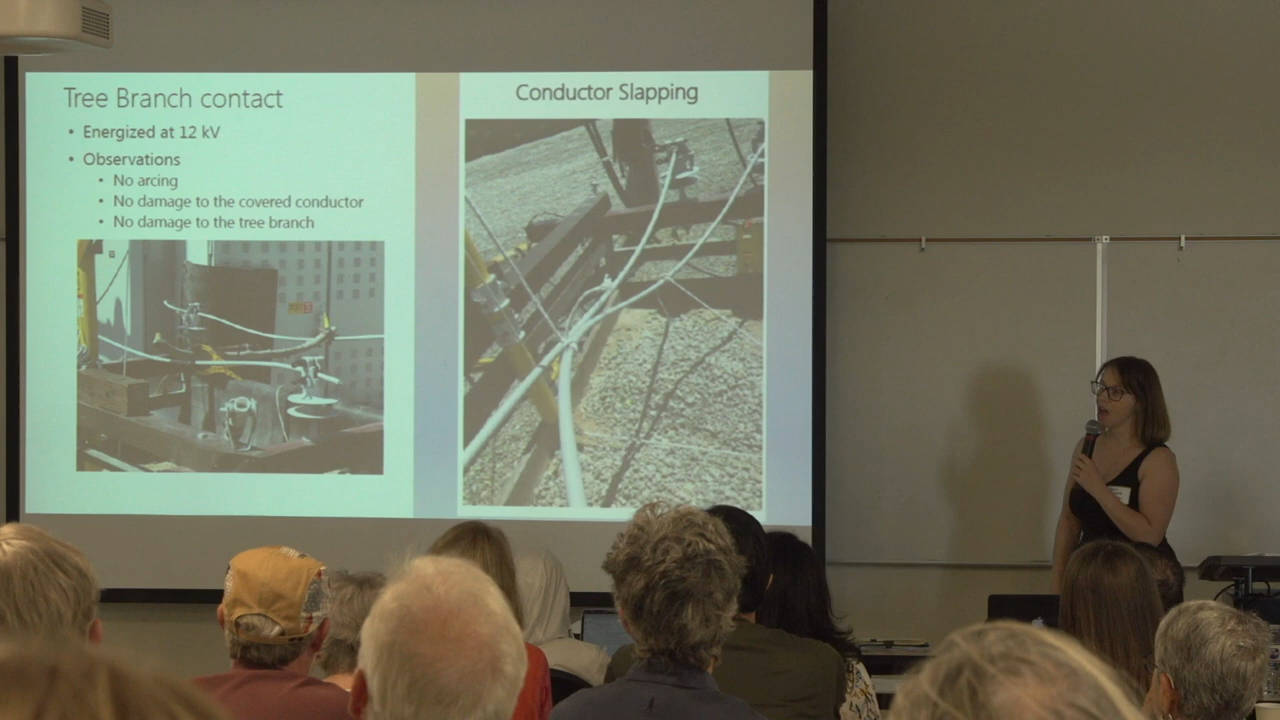 Tree Branch contact
• Energized at 12 kV
• Observations
• No arcing
• No damage to the covered conductor
• No damage to the tree branch
Conductor Slapping